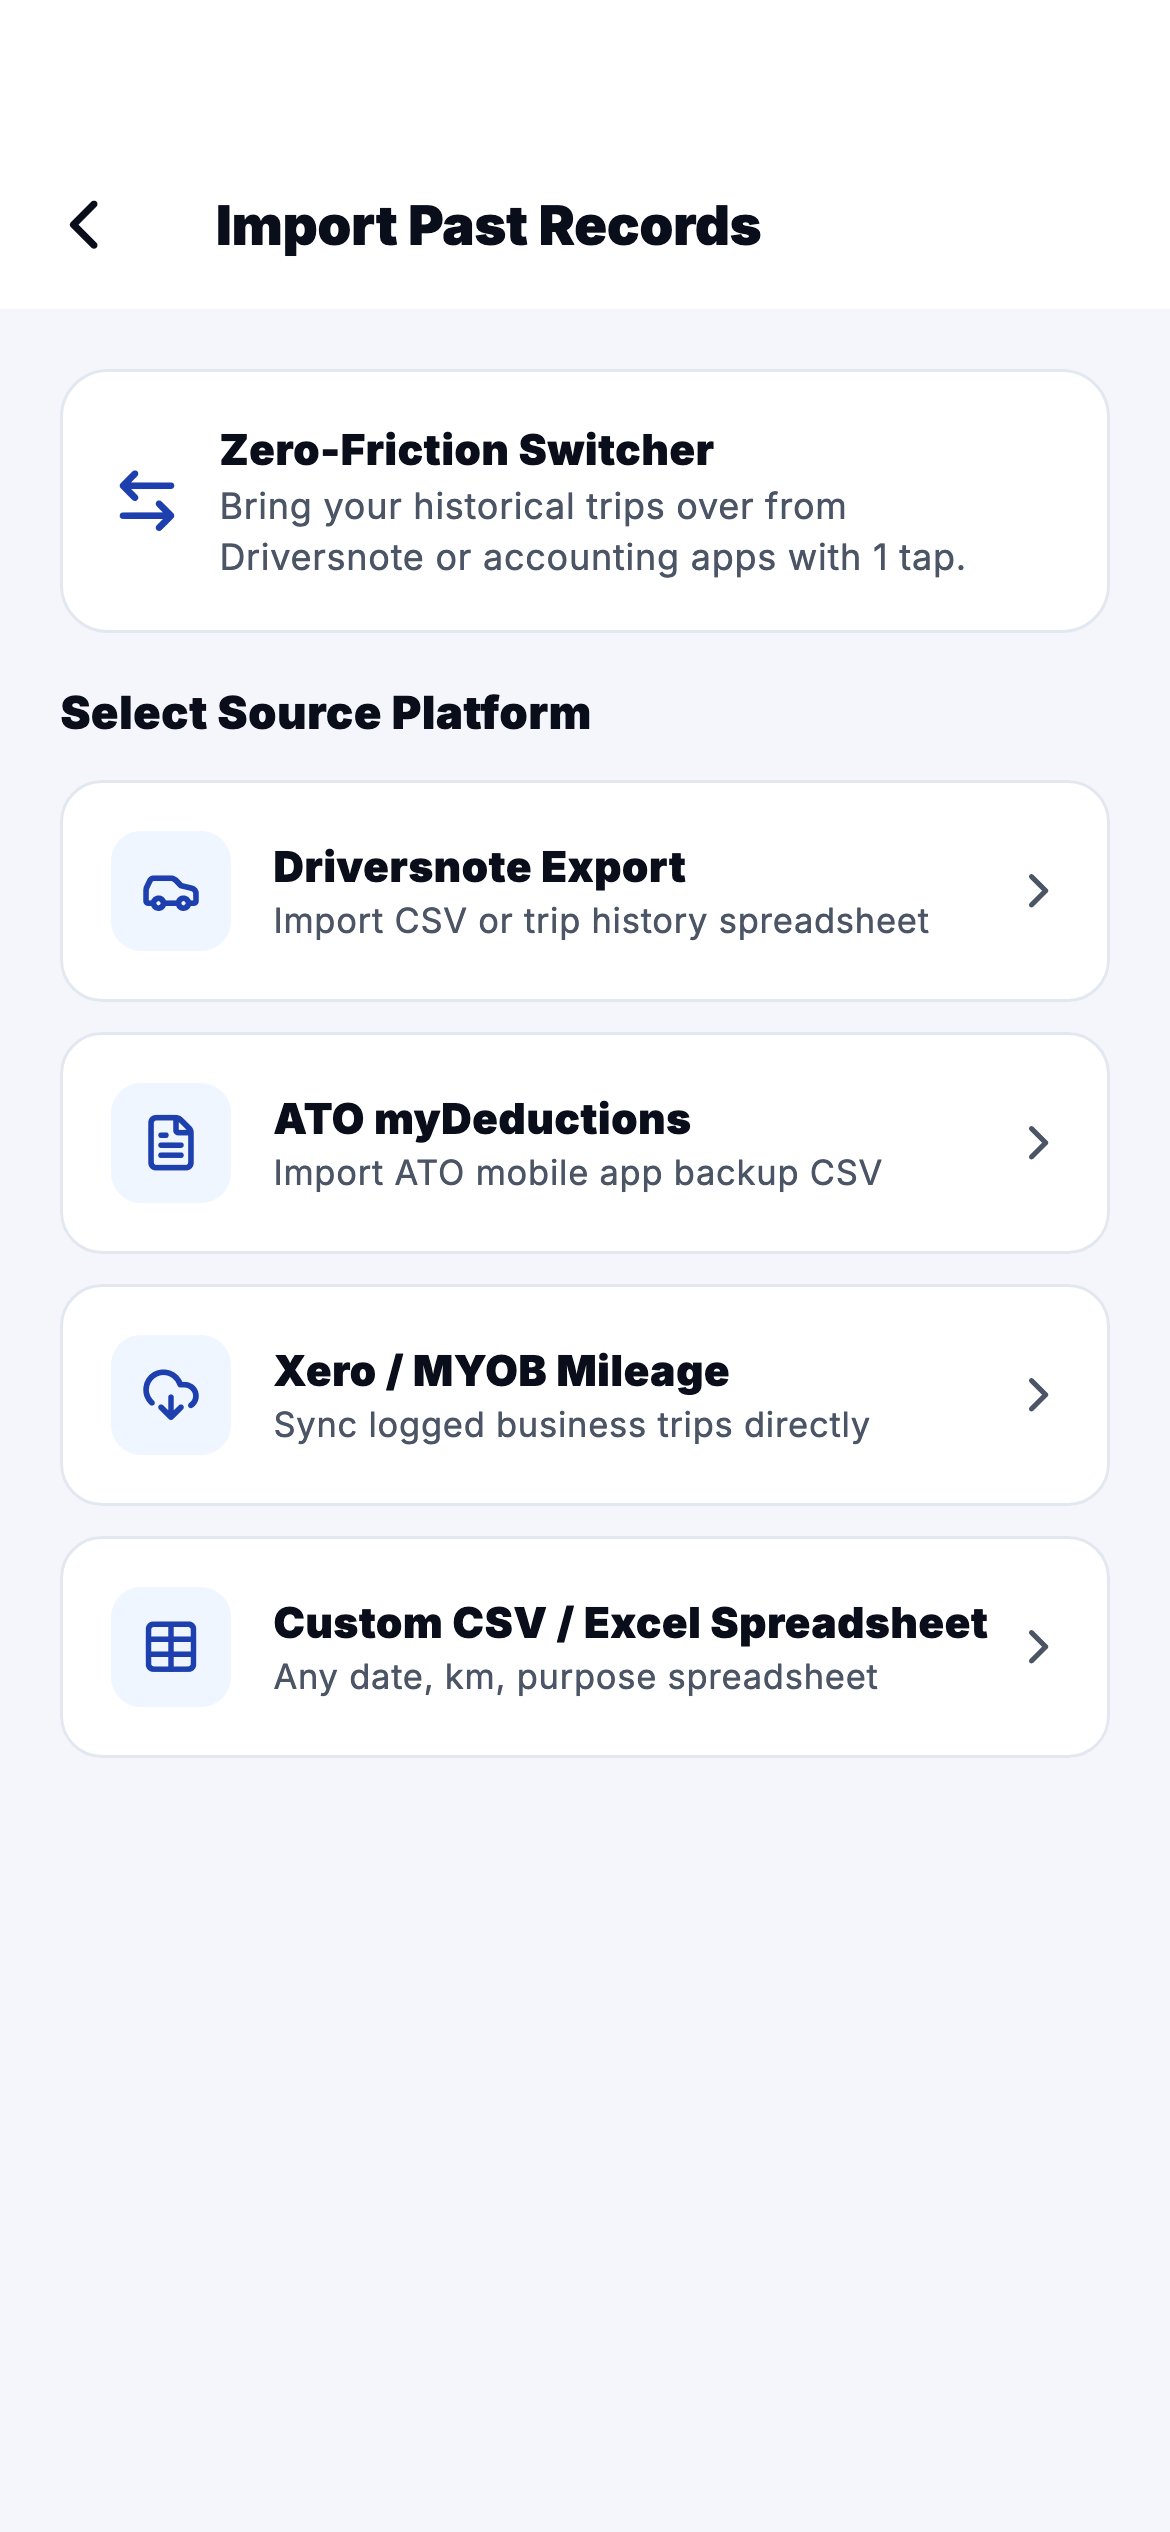 Import Past Records
Zero-Friction Switcher
Bring your historical trips over from
Driversnote or accounting apps with 1 tap.
Select Source Platform
Driversnote Export
Import CSV or trip history spreadsheet
ATO myDeductions
Import ATO mobile app backup CSV
Xero / MYOB Mileage
Sync logged business trips directly
Custom CSV / Excel Spreadsheet
Any date, km, purpose spreadsheet